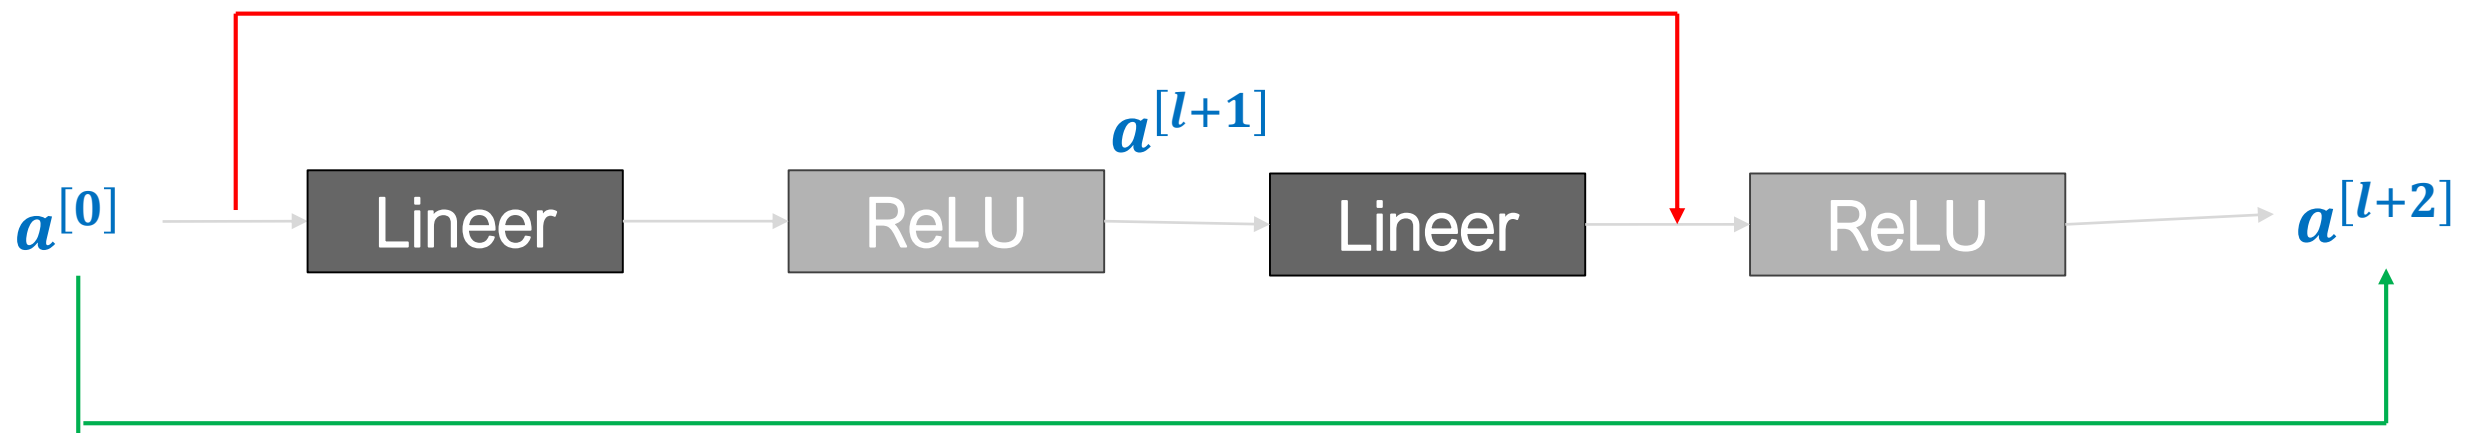 a^[l+1]
a^[0] Lineer ReLU Lineer ReLU a^[l+2]